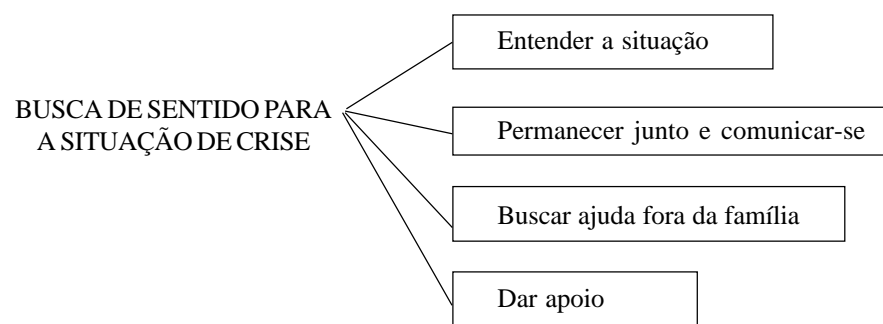 BUSCA DE SENTIDO PARA
A SITUAÇÃO DE CRISE
Entender a situação
Permanecer junto e comunicar-se
Buscar ajuda fora da família
Dar apoio